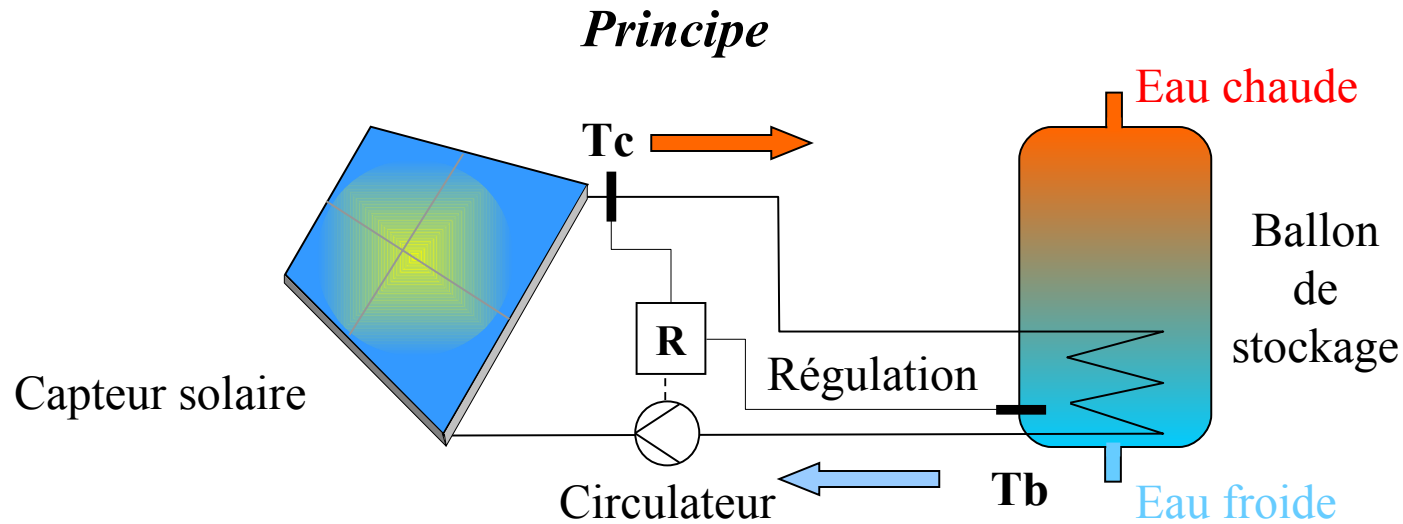 Principe
Eau chaude
Tc
Ballon
de
stockage
R
Régulation
Capteur solaire
Circulateur
Tb
Eau froide